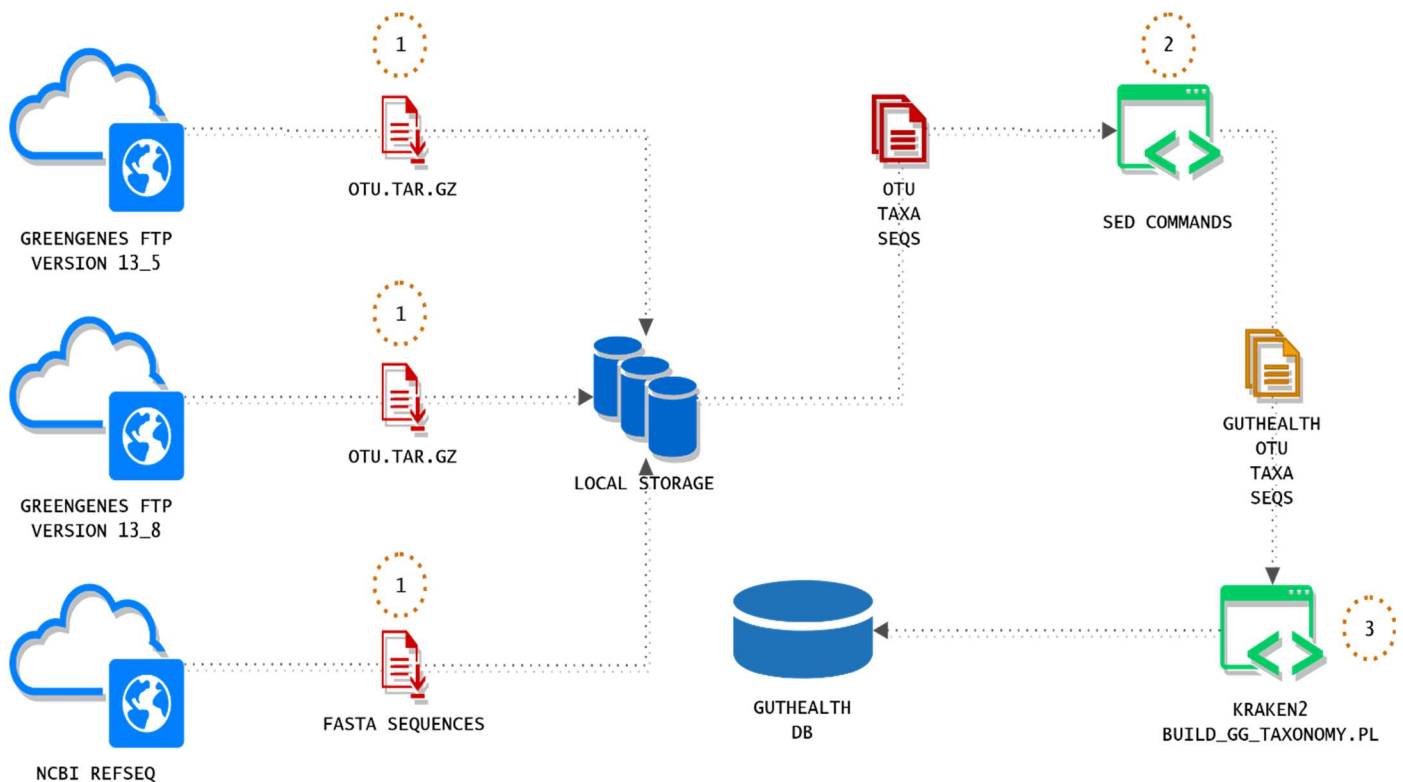 1
OTU.TAR.GZ
GREENGENES FTP
VERSION 13_5
1
OTU.TAR.GZ
GREENGENES FTP
VERSION 13_8
1
FASTA SEQUENCES
NCBI REFSEQ
LOCAL STORAGE
OTU
TAXA
SEQS
2
SED COMMANDS
GUTHEALTH
OTU
TAXA
SEQS
3
KRAKEN2
BUILD_GG_TAXONOMY.PL
GUTHEALTH
DB